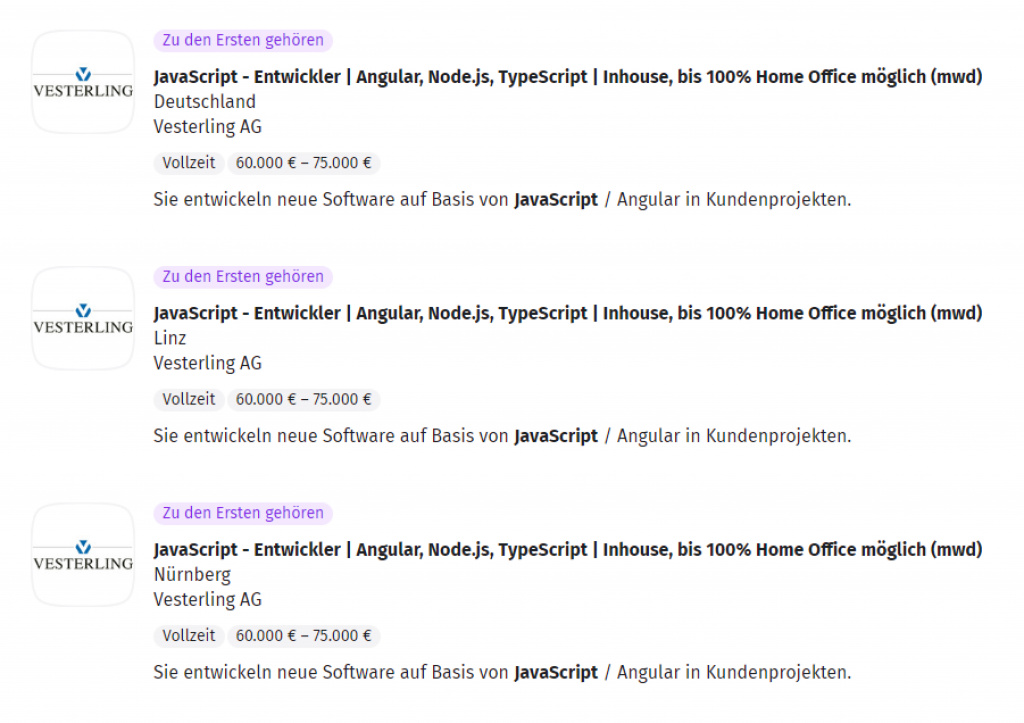 Zu den Ersten gehören
VESTERLING
JavaScript - Entwickler | Angular, Node.js, TypeScript | Inhouse, bis 100% Home Office möglich (mwd)
Deutschland
Vesterling AG
Vollzeit 60.000 € – 75.000 €
Sie entwickeln neue Software auf Basis von JavaScript / Angular in Kundenprojekten.
Zu den Ersten gehören
VESTERLING
JavaScript - Entwickler | Angular, Node.js, TypeScript | Inhouse, bis 100% Home Office möglich (mwd)
Linz
Vesterling AG
Vollzeit 60.000 € – 75.000 €
Sie entwickeln neue Software auf Basis von JavaScript / Angular in Kundenprojekten.
Zu den Ersten gehören
VESTERLING
JavaScript - Entwickler | Angular, Node.js, TypeScript | Inhouse, bis 100% Home Office möglich (mwd)
Nürnberg
Vesterling AG
Vollzeit 60.000 € – 75.000 €
Sie entwickeln neue Software auf Basis von JavaScript / Angular in Kundenprojekten.